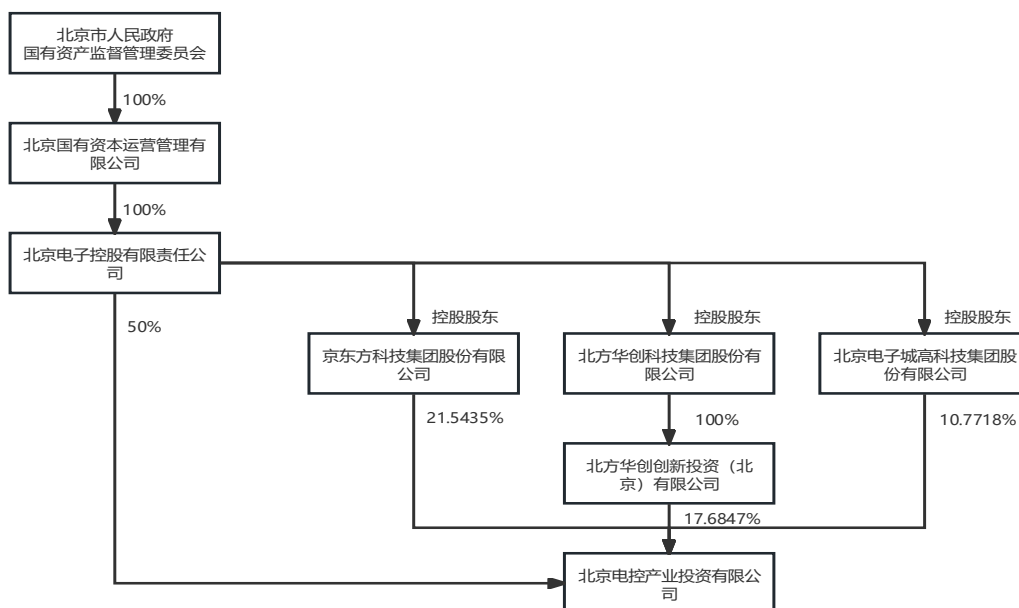 北京市人民政府
国有资产监督管理委员会
100%
北京国有资本运营管理有
限公司
100%
北京电子控股有限责任公
司
50%
控股股东
控股股东
控股股东
京东方科技集团股份有限
公司
北方华创科技集团股份有
限公司
北京电子城高科技集团股
份有限公司
21.5435%
100%
10.7718%
北方华创创新投资（北
京）有限公司
17.6847%
北京电控产业投资有限公
司